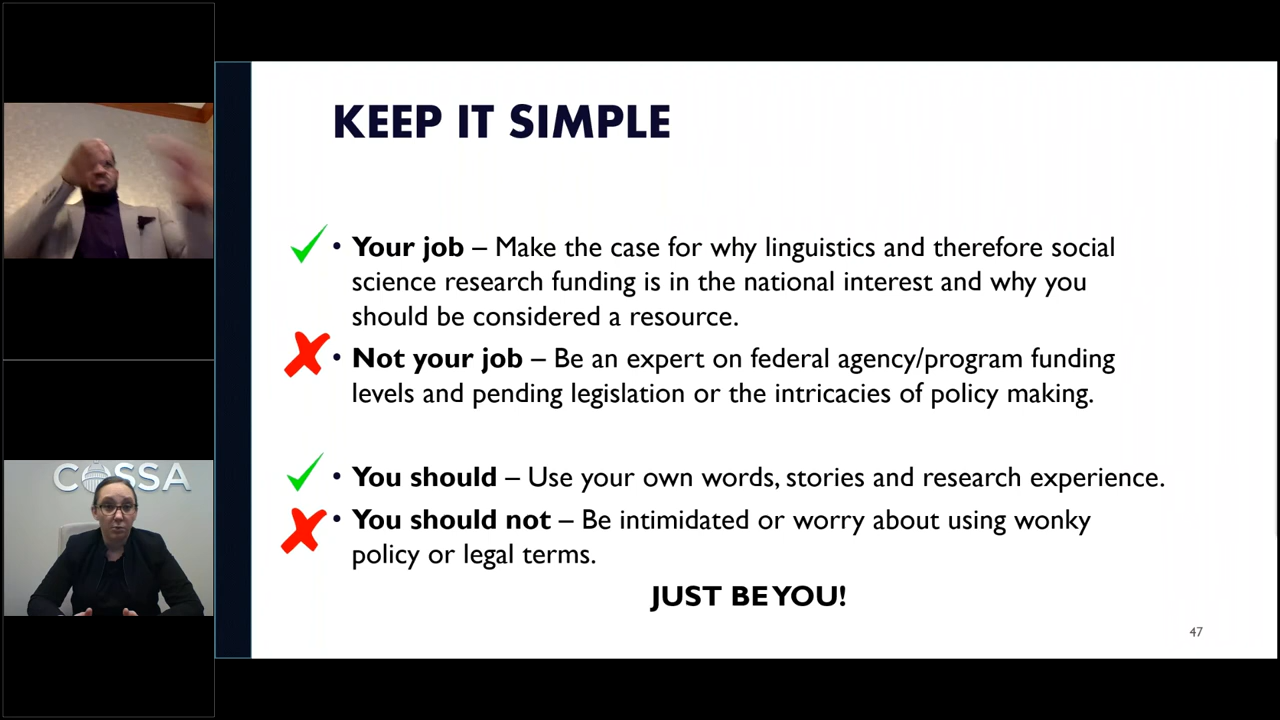 KEEP IT SIMPLE
• Your job – Make the case for why linguistics and therefore social
science research funding is in the national interest and why you
should be considered a resource.
• Not your job – Be an expert on federal agency/program funding
levels and pending legislation or the intricacies of policy making.
• You should – Use your own words, stories and research experience.
• You should not – Be intimidated or worry about using wonky
policy or legal terms.
JUST BE YOU!
47
COSSA